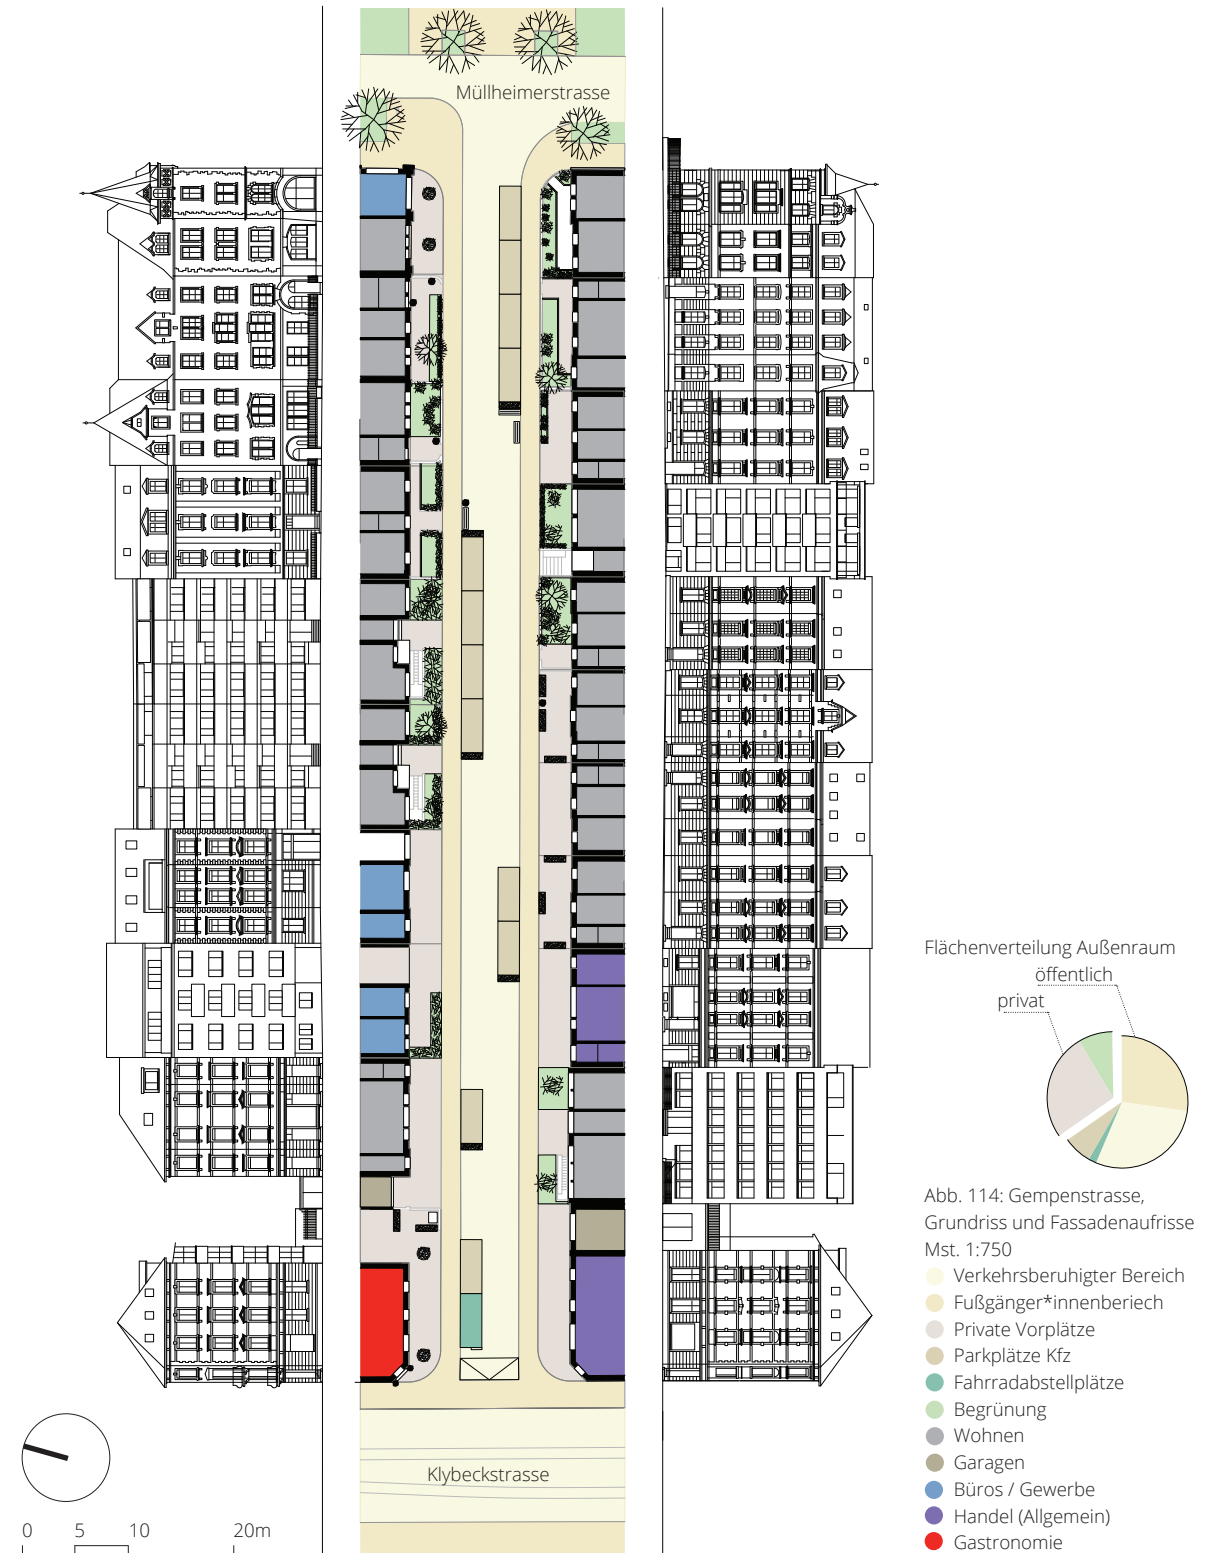 Müllheimerstrasse
Flächenverteilung Außenraum
öffentlich
privat
Abb. 114: Gempenstrasse,
Grundriss und Fassadenaufrisse
Mst. 1:750
Verkehrsberuhigter Bereich
Fußgänger*innenberiech
Private Vorplätze
Parkplätze Kfz
Fahrradabstellplätze
Begrünung
Wohnen
Garagen
Büros / Gewerbe
Handel (Allgemein)
Gastronomie
Klybeckstrasse
0 5 10 20m